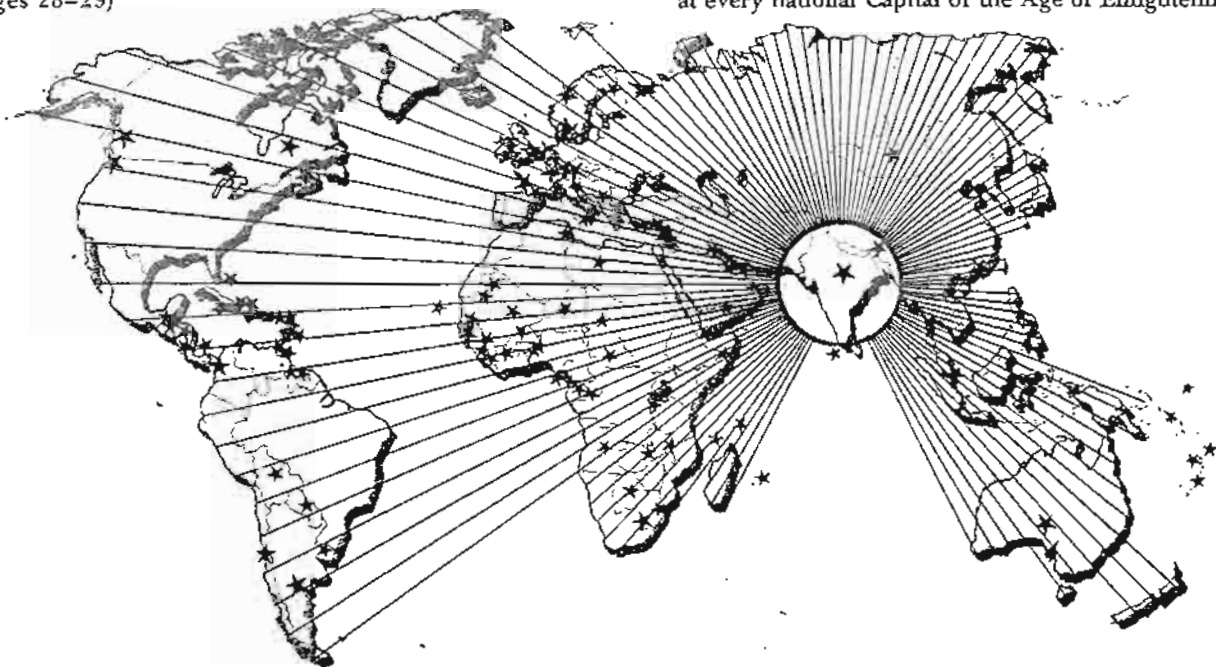 ges 28–29)
at every national Capital of the Age of Enlightenm